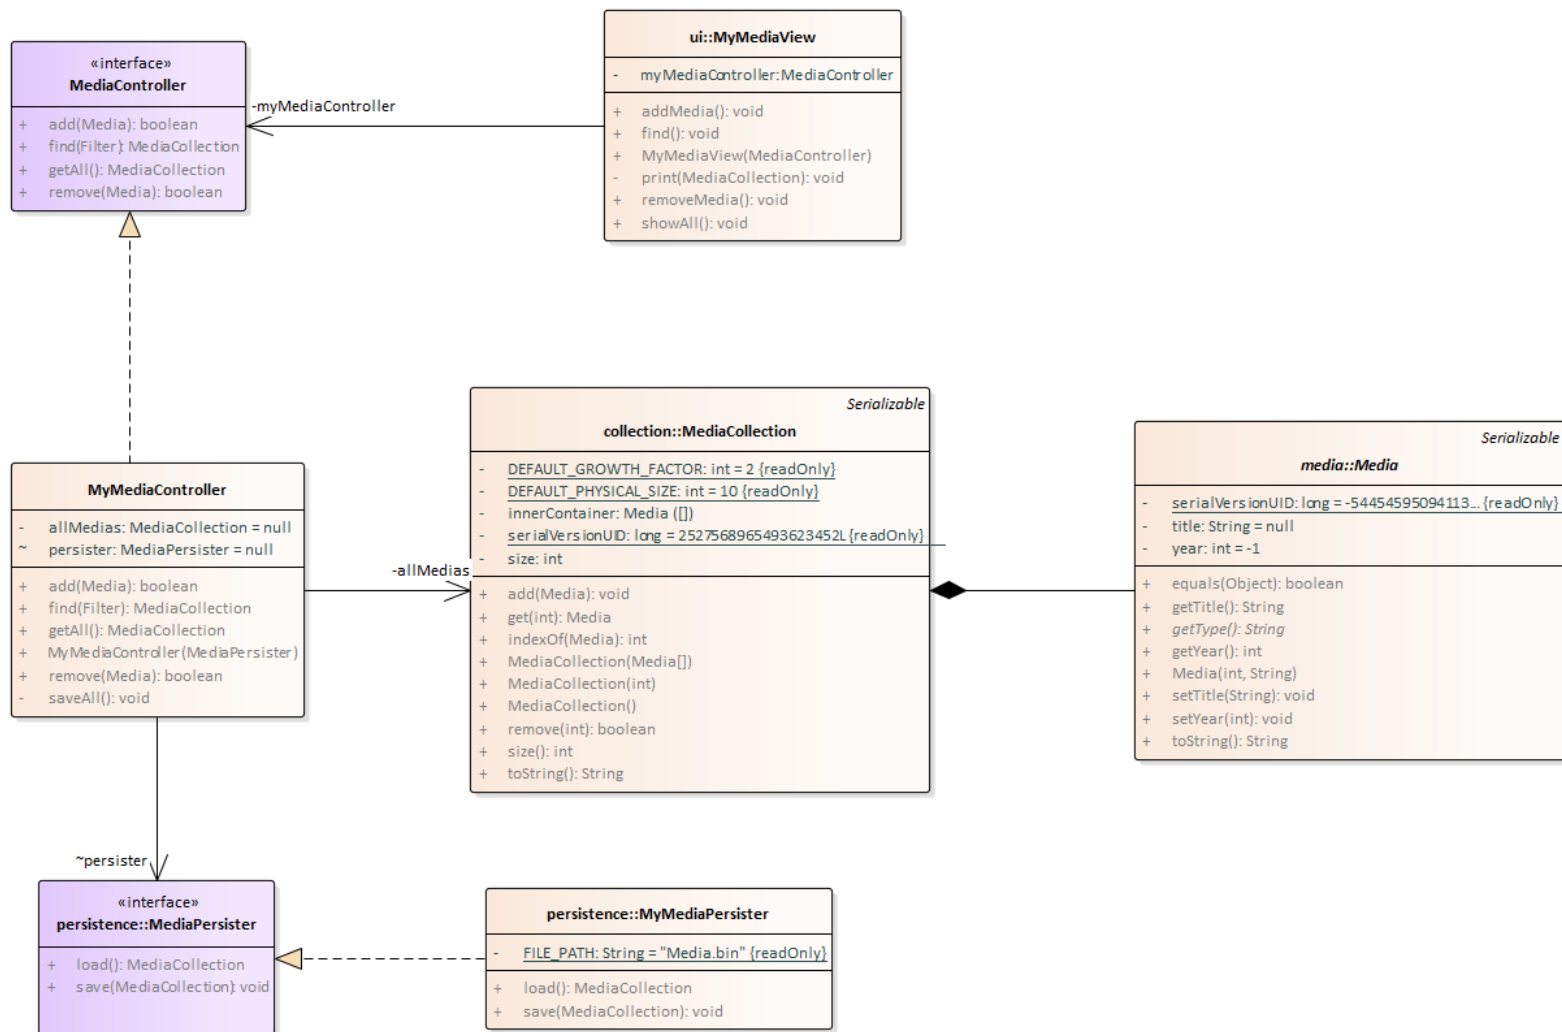 «interface»
MediaController
+ add(Media): boolean
+ find(Filter): MediaCollection
+ getAll(): MediaCollection
+ remove(Media): boolean
-myMediaController
ui::MyMediaView
- myMediaController: MediaController
+ addMedia(): void
+ find(): void
+ MyMediaView(MediaController)
- print(MediaCollection): void
+ removeMedia(): void
+ showAll(): void
MyMediaController
- allMedias: MediaCollection = null
~ persister: MediaPersister = null
+ add(Media): boolean
+ find(Filter): MediaCollection
+ getAll(): MediaCollection
+ MyMediaController(MediaPersister)
+ remove(Media): boolean
- saveAll(): void
-allMedias
Serializable
collection::MediaCollection
- DEFAULT_GROWTH_FACTOR: int = 2 {readOnly}
- DEFAULT_PHYSICAL_SIZE: int = 10 {readOnly}
- innerContainer: Media ([])
- serialVersionUID: long = 2527568965493623452L {readOnly}
- size: int
+ add(Media): void
+ get(int): Media
+ indexOf(Media): int
+ MediaCollection(Media[])
+ MediaCollection(int)
+ MediaCollection()
+ remove(int): boolean
+ size(): int
+ toString(): String
Serializable
media::Media
- serialVersionUID: long = -54454595094113... {readOnly}
- title: String = null
- year: int = -1
+ equals(Object): boolean
+ getTitle(): String
+ getType(): String
+ getYear(): int
+ Media(int, String)
+ setTitle(String): void
+ setYear(int): void
+ toString(): String
~persister
«interface»
persistence::MediaPersister
+ load(): MediaCollection
+ save(MediaCollection): void
persistence::MyMediaPersister
- FILE_PATH: String = "Media.bin" {readOnly}
+ load(): MediaCollection
+ save(MediaCollection): void